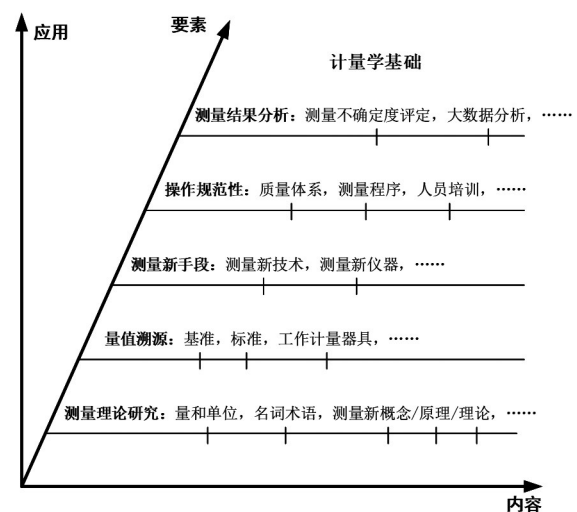 应用
要素
计量学基础
测量结果分析：测量不确定度评定，大数据分析，……
操作规范性：质量体系，测量程序，人员培训，……
测量新手段：测量新技术，测量新仪器，……
量值溯源：基准，标准，工作计量器具，……
测量理论研究：量和单位，名词术语，测量新概念/原理/理论，……
内容